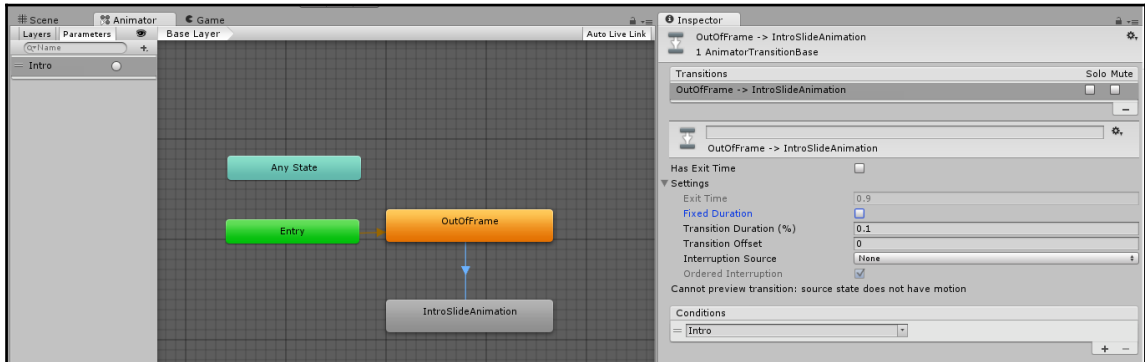 Scene
Animator
Game
Layers
Parameters
Name
Intro
Base Layer
Auto Live Link
Any State
Entry
OutOfFrame
IntroSlideAnimation
Inspector
OutOfFrame -> IntroSlideAnimation
1 AnimatorTransitionBase
Transitions
Solo Mute
OutOfFrame -> IntroSlideAnimation
OutOfFrame -> IntroSlideAnimation
Has Exit Time
Settings
Exit Time 0.9
Fixed Duration
Transition Duration (%) 0.1
Transition Offset 0
Interruption Source None
Ordered Interruption
Cannot preview transition: source state does not have motion
Conditions
Intro